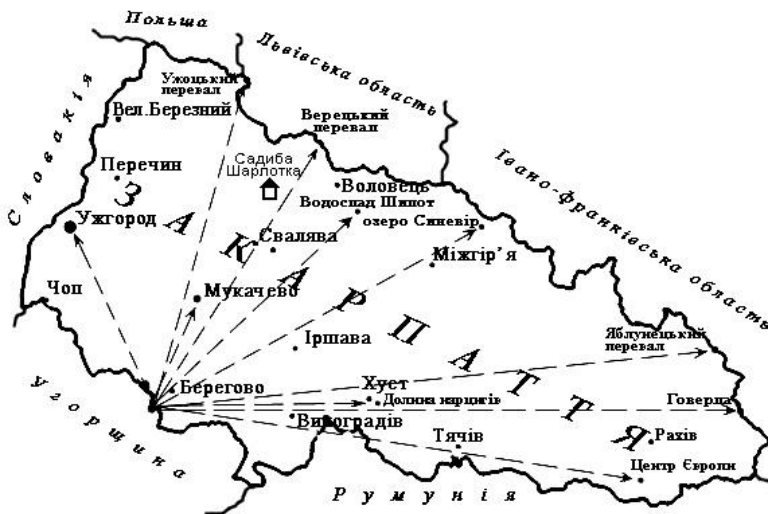 Польша
Львівська область
Ужоцький
перевал
Вел.Березний
Верецький
перевал
Словакія
Івано-франківська область
Перечин
Садиба
Шарлотка
Воловець
Водоспад Шипот
озеро Синевір
Ужгород
ЗАКАРПАТТЯ
Свалява
Міжгір'я
Чоп
Мукачево
Іршава
Яблунецький
перевал
Берегово
Хуст
Долина нарцигів
Говерла
Виноградів
Угорщина
Тячів
Рахів
Центр Європи
Румунія